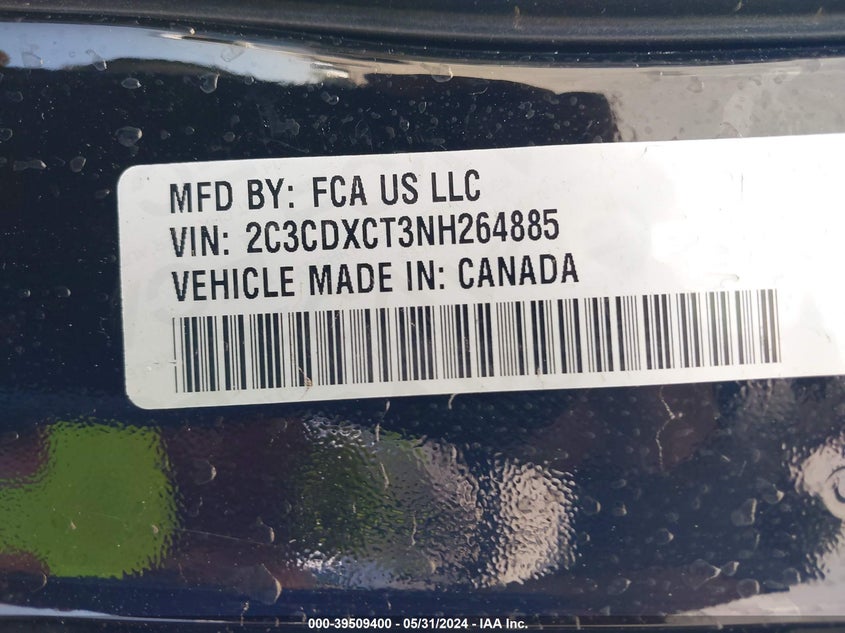 MFD BY: FCA US LLC
VIN: 2C3CDXCT3NH264885
VEHICLE MADE IN: CANADA
000-39509400 - 05/31/2024 - IAA Inc.